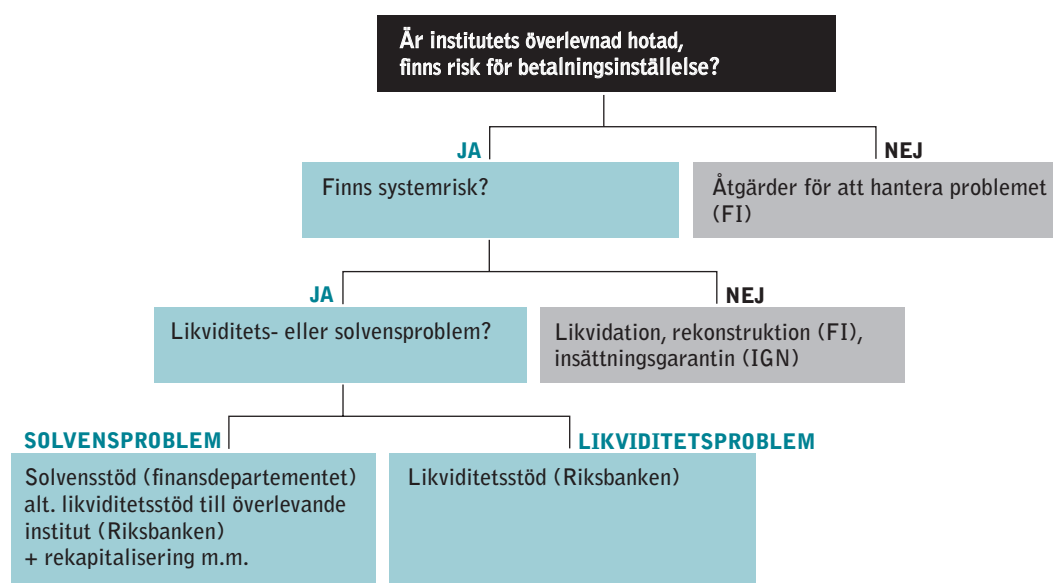 Är institutets överlevnad hotad,
finns risk för betalningsinställelse?
JA
NEJ
Finns systemrisk?
Åtgärder för att hantera problemet
(FI)
JA
NEJ
Likviditets- eller solvensproblem?
Likvidation, rekonstruktion (FI),
insättningsgarantin (IGN)
SOLVENSPROBLEM
LIKVIDITETSPROBLEM
Solvensstöd (finansdepartementet)
alt. likviditetsstöd till överlevande
institut (Riksbanken)
+ rekapitalisering m.m.
Likviditetsstöd (Riksbanken)